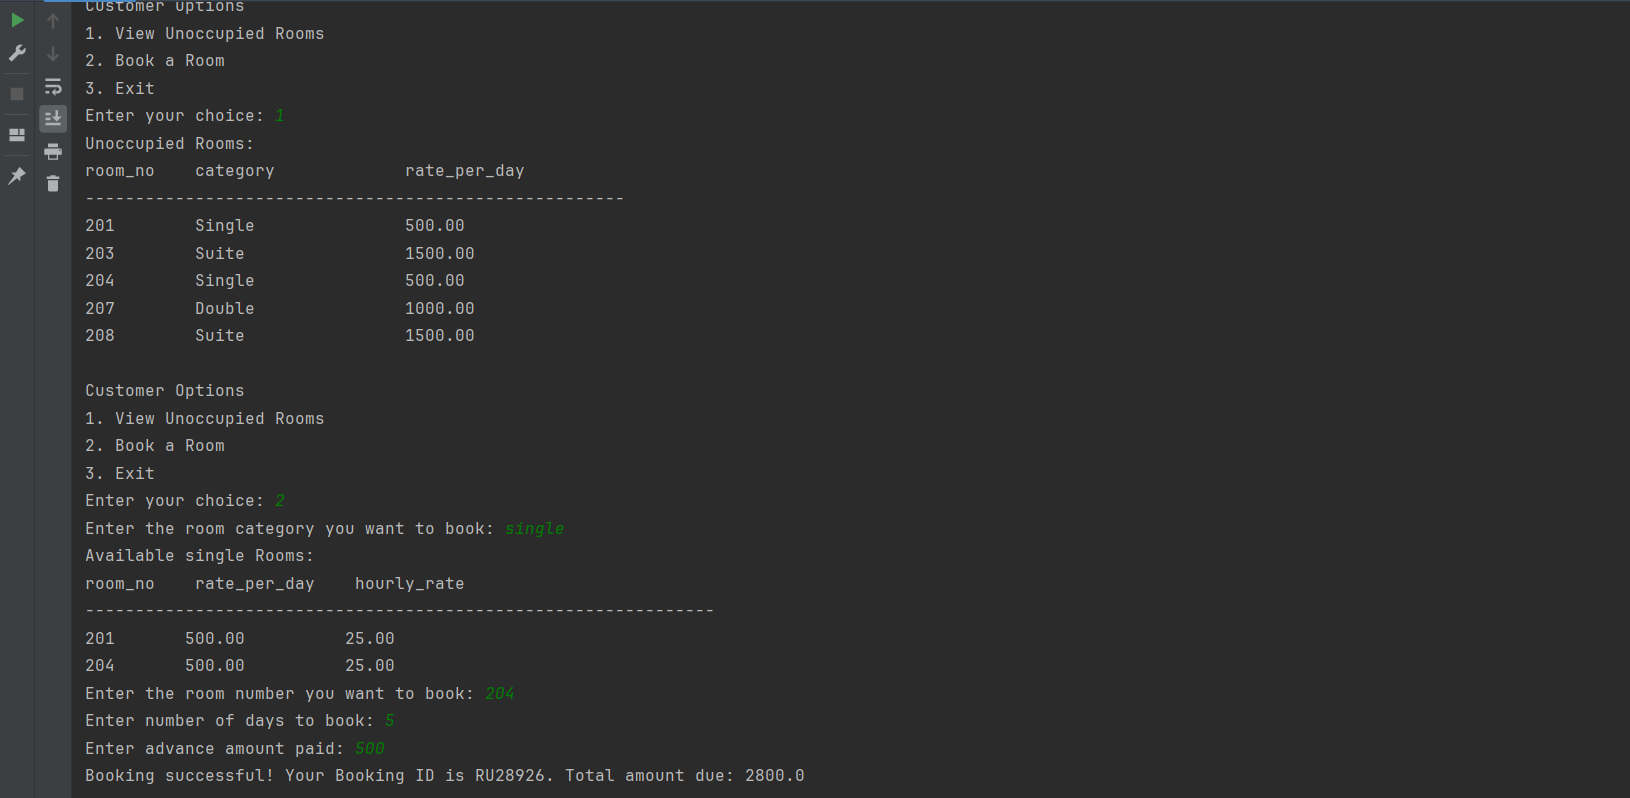 Customer Options
1. View Unoccupied Rooms
2. Book a Room
3. Exit
Enter your choice: 1
Unoccupied Rooms:
room_no    category             rate_per_day
------------------------------------------------------
201        Single               500.00
203        Suite                1500.00
204        Single               500.00
207        Double               1000.00
208        Suite                1500.00

Customer Options
1. View Unoccupied Rooms
2. Book a Room
3. Exit
Enter your choice: 2
Enter the room category you want to book: single
Available single Rooms:
room_no    rate_per_day    hourly_rate
---------------------------------------------------------------
201       500.00          25.00
204       500.00          25.00
Enter the room number you want to book: 204
Enter number of days to book: 5
Enter advance amount paid: 500
Booking successful! Your Booking ID is RU28926. Total amount due: 2800.0